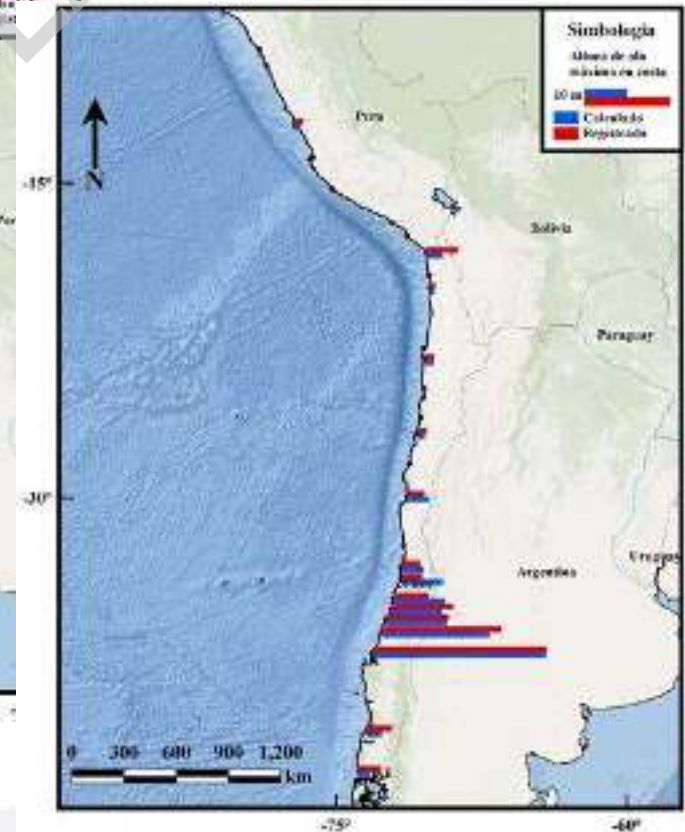 Simbología
Altura de ola
máxima en costa
10 m
Calculado
Registrado
N
Perú
Bolivia
Paraguay
Uruguay
Argentina
-15°
-30°
0 300 600 900 1,200
km
-75°
-60°